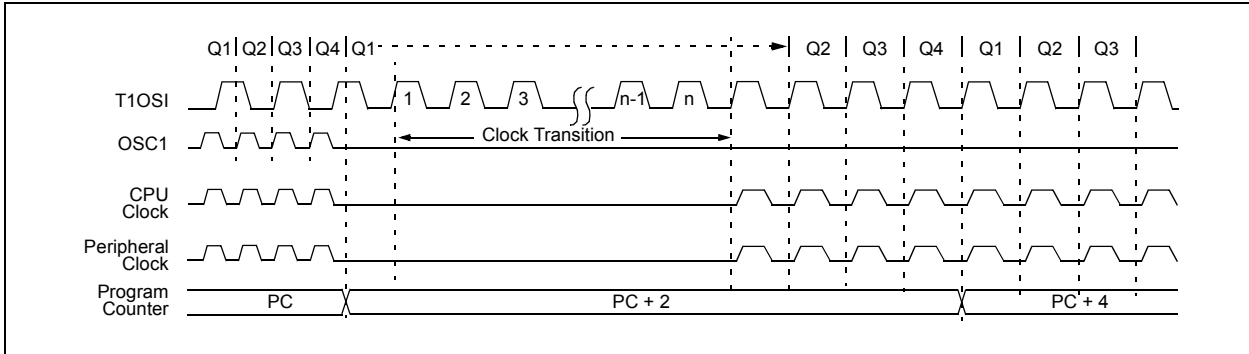 Q1 Q2 Q3 Q4 Q1 Q2 Q3 Q4 Q1 Q2 Q3
T1OSI
1 2 3 n-1 n
Clock Transition
OSC1
CPU
Clock
Peripheral
Clock
Program
Counter
PC PC + 2 PC + 4